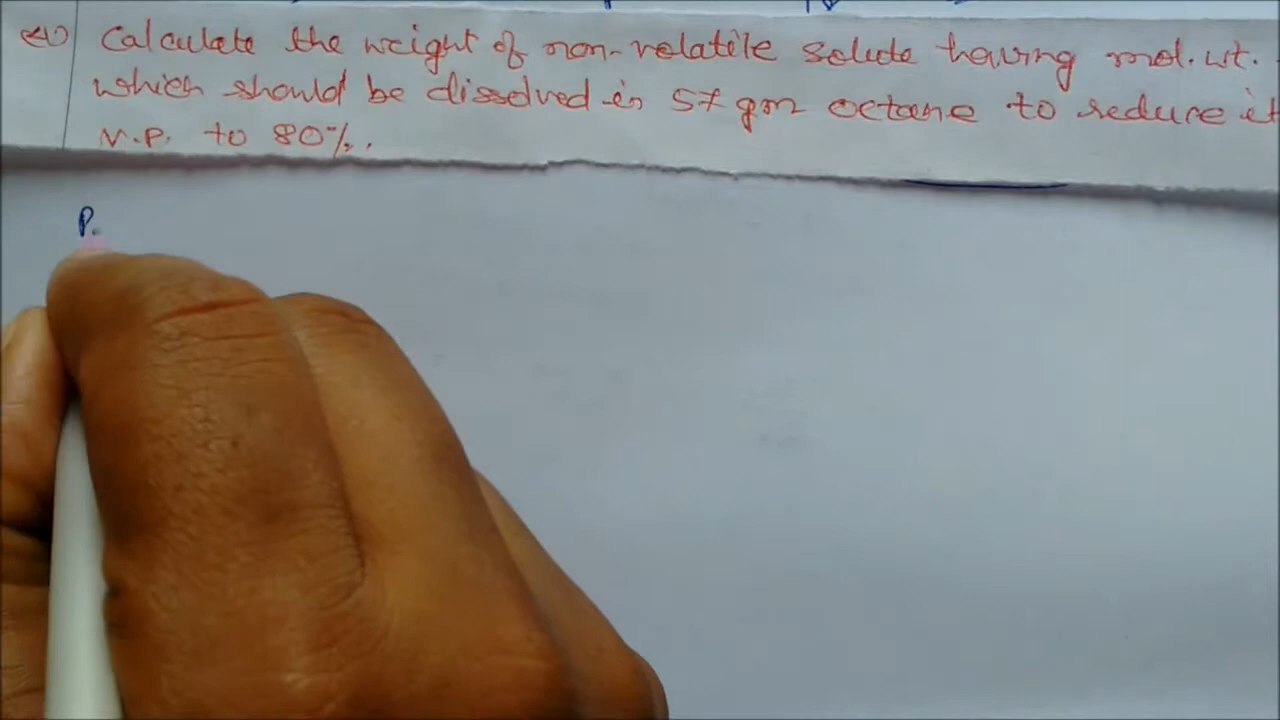 Calculate the weight of non-volatile solute having mol. wt.
which should be dissolved in 57 gm octane to reduce it
V.P. to 80%.
P.